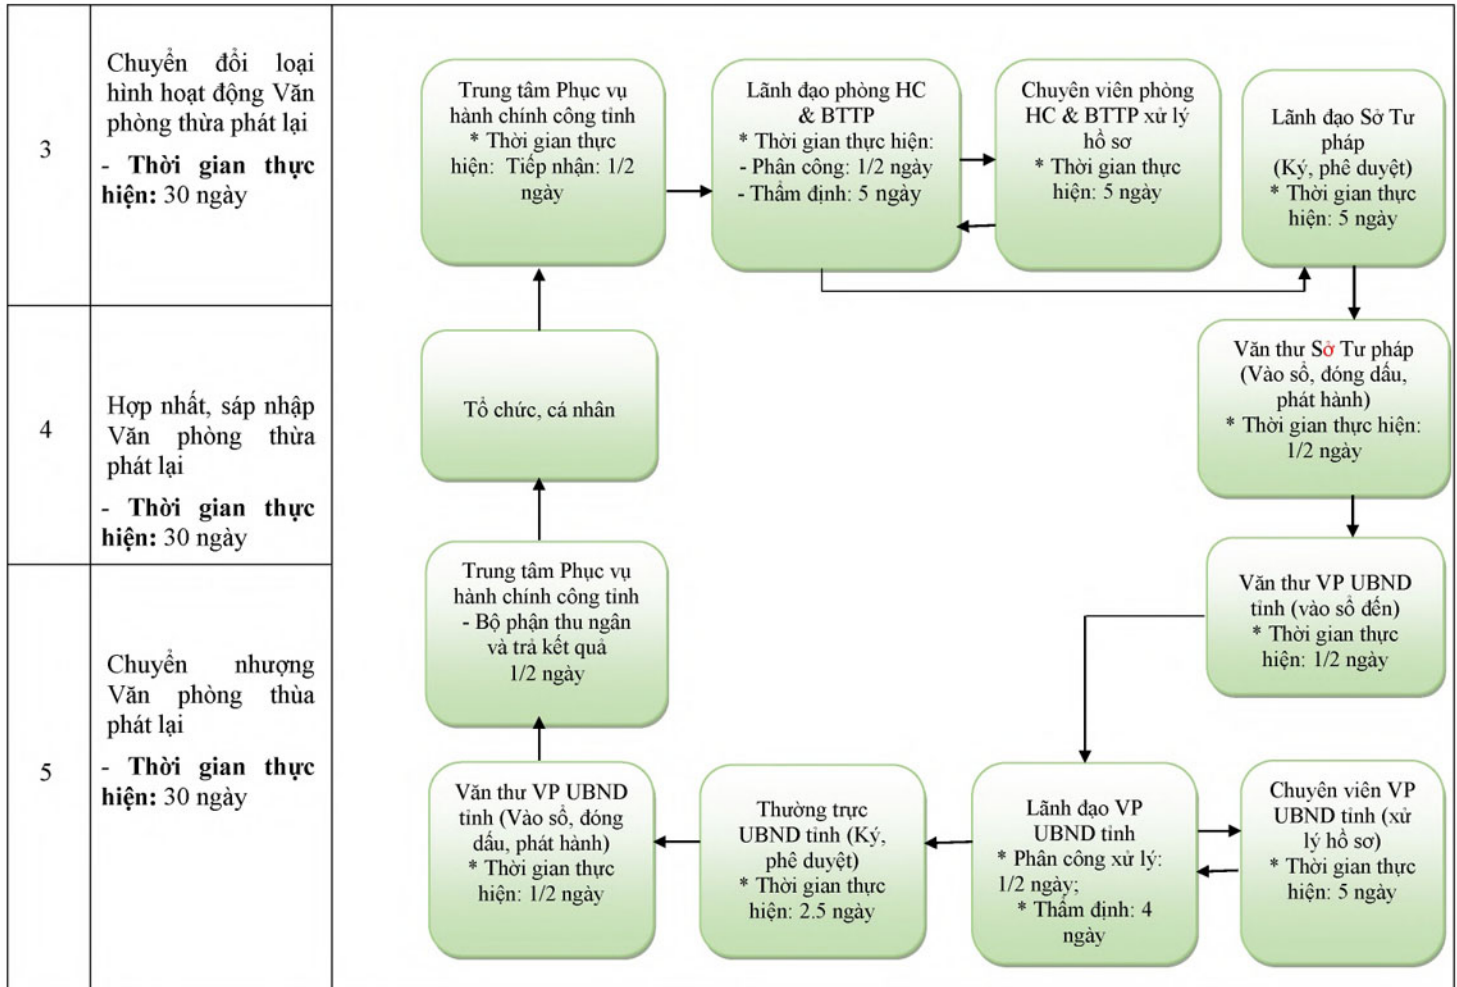 3
Chuyển đổi loại
hình hoạt động Văn
phòng thừa phát lại
- Thời gian thực
hiện: 30 ngày
4
Hợp nhất, sáp nhập
Văn phòng thừa
phát lại
- Thời gian thực
hiện: 30 ngày
5
Chuyển nhượng
Văn phòng thùa
phát lại
- Thời gian thực
hiện: 30 ngày
Trung tâm Phục vụ
hành chính công tỉnh
* Thời gian thực
hiện: Tiếp nhận: 1/2
ngày
Lãnh đạo phòng HC
& BTTP
* Thời gian thực hiện:
- Phân công: 1/2 ngày
- Thẩm định: 5 ngày
Chuyên viên phòng
HC & BTTP xử lý
hồ sơ
* Thời gian thực
hiện: 5 ngày
Lãnh đạo Sở Tư
pháp
(Ký, phê duyệt)
* Thời gian thực
hiện: 5 ngày
Văn thư Sở Tư pháp
(Vào sổ, đóng dấu,
phát hành)
* Thời gian thực hiện:
1/2 ngày
Văn thư VP UBND
tỉnh (vào sổ đến)
* Thời gian thực
hiện: 1/2 ngày
Lãnh đạo VP
UBND tỉnh
* Phân công xử lý:
1/2 ngày;
* Thẩm định: 4
ngày
Chuyên viên VP
UBND tỉnh (xử
lý hồ sơ)
* Thời gian thực
hiện: 5 ngày
Thường trực
UBND tỉnh (Ký,
phê duyệt)
* Thời gian thực
hiện: 2.5 ngày
Văn thư VP UBND
tỉnh (Vào sổ, đóng
dấu, phát hành)
* Thời gian thực
hiện: 1/2 ngày
Trung tâm Phục vụ
hành chính công tỉnh
- Bộ phận thu ngân
và trả kết quả
1/2 ngày
Tổ chức, cá nhân